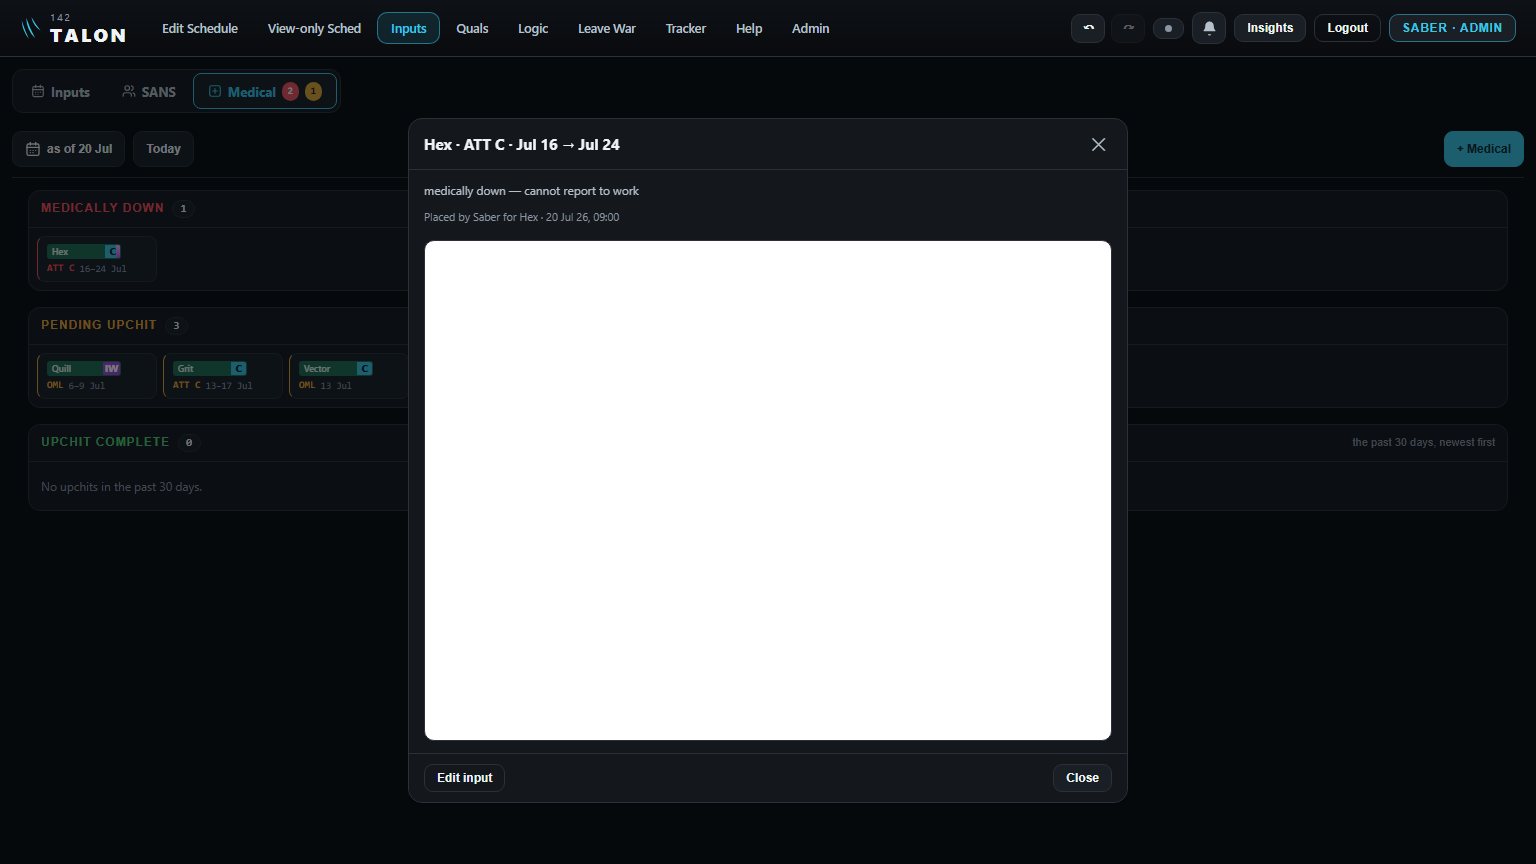 142
TALON
Edit Schedule
View-only Sched
Inputs
Quals
Logic
Leave War
Tracker
Help
Admin
Insights
Logout
SABER · ADMIN
Inputs
SANS
Medical 2 1
as of 20 Jul
Today
+ Medical
MEDICALLY DOWN 1
Hex C
ATT C 16–24 Jul
PENDING UPCHIT 3
Quill IW
OML 6–9 Jul
Grit C
ATT C 13–17 Jul
Vector C
OML 13 Jul
UPCHIT COMPLETE 0
the past 30 days, newest first
No upchits in the past 30 days.
Hex · ATT C · Jul 16 → Jul 24
medically down — cannot report to work
Placed by Saber for Hex · 20 Jul 26, 09:00
Edit input
Close